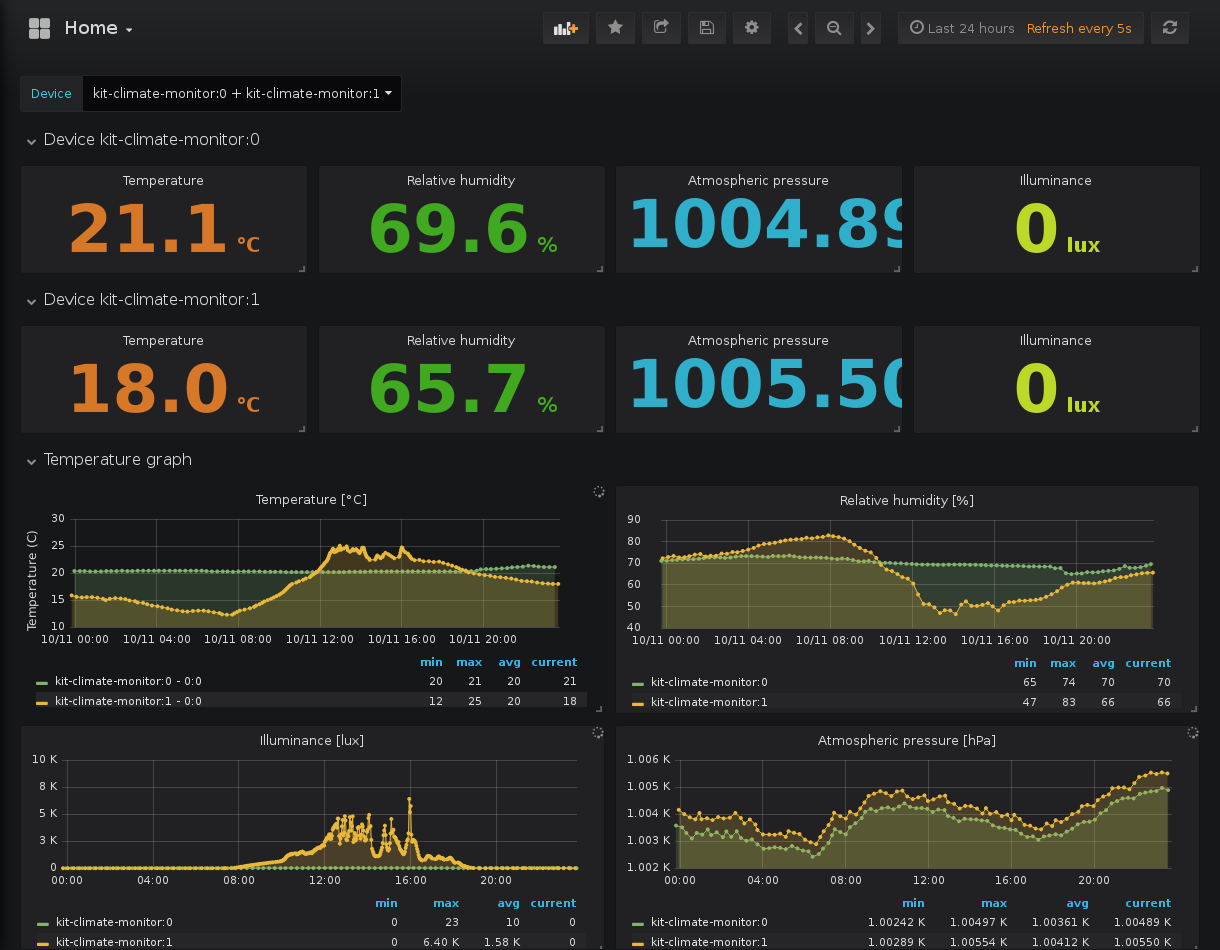 Home
Last 24 hours Refresh every 5s
Device kit-climate-monitor:0 + kit-climate-monitor:1
Device kit-climate-monitor:0
Temperature Relative humidity Atmospheric pressure Illuminance
21.1 °C 69.6 % 1004.89 0 lux
Device kit-climate-monitor:1
Temperature Relative humidity Atmospheric pressure Illuminance
18.0 °C 65.7 % 1005.50 0 lux
Temperature graph
Temperature [°C]
Temperature (C)
30
25
20
15
10
10/11 00:00 10/11 04:00 10/11 08:00 10/11 12:00 10/11 16:00 10/11 20:00
min max avg current
kit-climate-monitor:0 - 0:0 20 21 20 21
kit-climate-monitor:1 - 0:0 12 25 20 18
Relative humidity [%]
90
80
70
60
50
40
10/11 00:00 10/11 04:00 10/11 08:00 10/11 12:00 10/11 16:00 10/11 20:00
min max avg current
kit-climate-monitor:0 65 74 70 70
kit-climate-monitor:1 47 83 66 66
Illuminance [lux]
10 K
8 K
5 K
3 K
0
00:00 04:00 08:00 12:00 16:00 20:00
min max avg current
kit-climate-monitor:0 0 23 10 0
kit-climate-monitor:1 0 6.40 K 1.58 K 0
Atmospheric pressure [hPa]
1.006 K
1.005 K
1.004 K
1.003 K
1.002 K
00:00 04:00 08:00 12:00 16:00 20:00
min max avg current
kit-climate-monitor:0 1.00242 K 1.00497 K 1.00361 K 1.00489 K
kit-climate-monitor:1 1.00289 K 1.00554 K 1.00412 K 1.00550 K